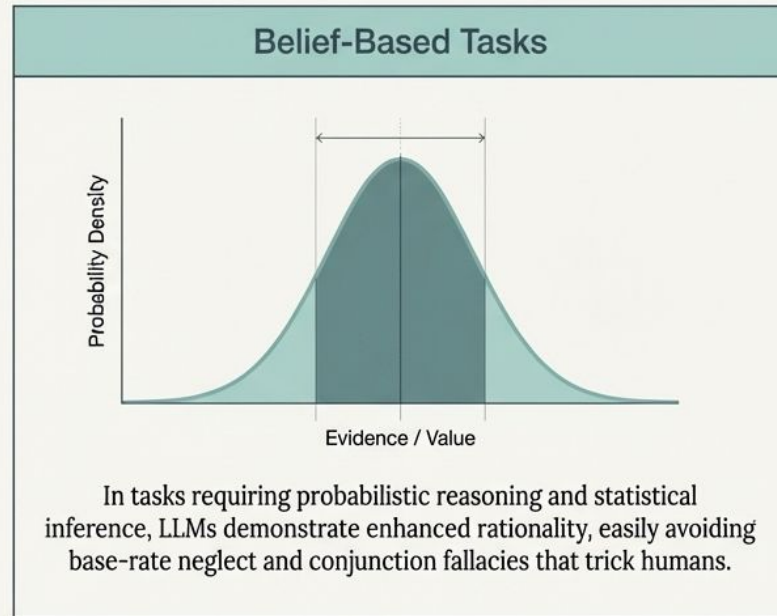 Belief-Based Tasks
Probability Density
Evidence / Value
In tasks requiring probabilistic reasoning and statistical
inference, LLMs demonstrate enhanced rationality, easily avoiding
base-rate neglect and conjunction fallacies that trick humans.